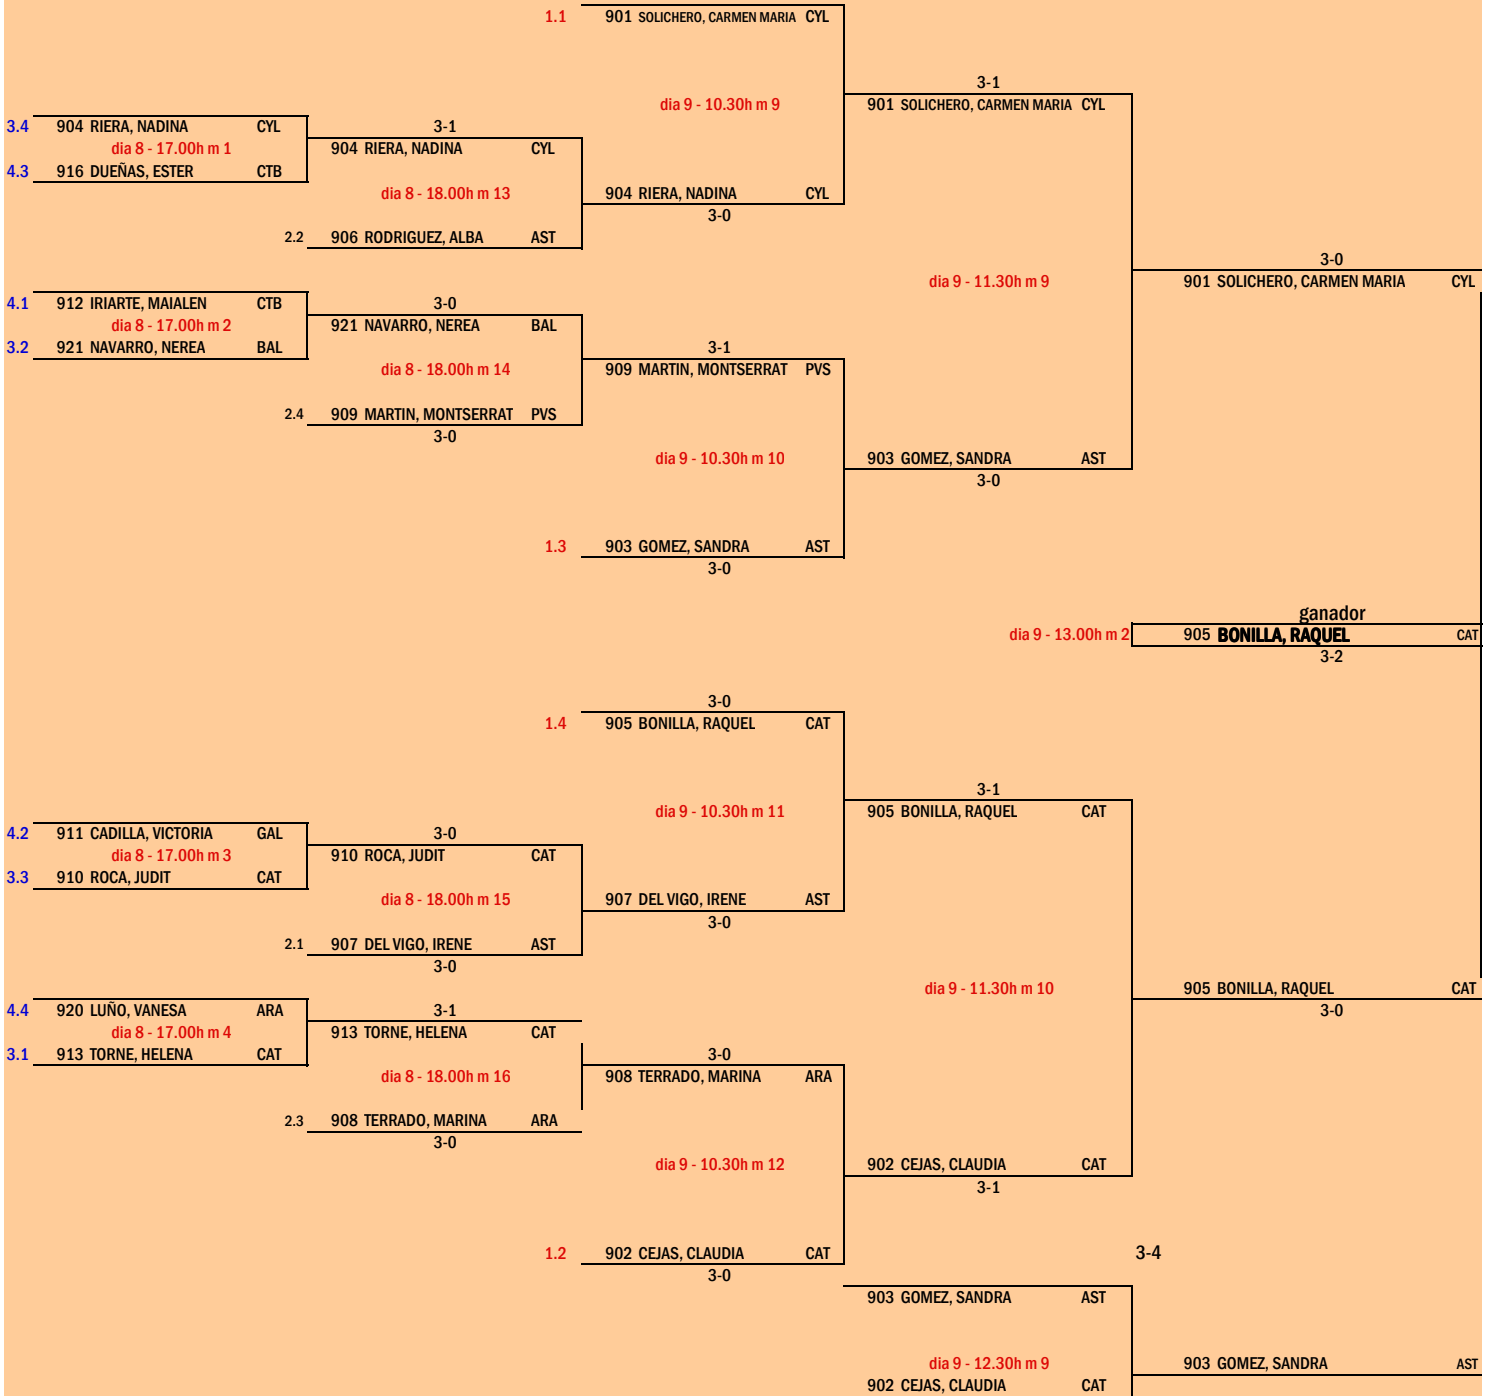 1.1 901 SOLICHERO, CARMEN MARIA CYL
3-1
dia 9 - 10.30h m 9 901 SOLICHERO, CARMEN MARIA CYL
3.4 904 RIERA, NADINA CYL 3-1
dia 8 - 17.00h m 1 904 RIERA, NADINA CYL
4.3 916 DUEÑAS, ESTER CTB
dia 8 - 18.00h m 13 904 RIERA, NADINA CYL
3-0
2.2 906 RODRIGUEZ, ALBA AST
3-0
dia 9 - 11.30h m 9 901 SOLICHERO, CARMEN MARIA CYL
4.1 912 IRIARTE, MAIALEN CTB 3-0
dia 8 - 17.00h m 2 921 NAVARRO, NEREA BAL
3.2 921 NAVARRO, NEREA BAL 3-1
dia 8 - 18.00h m 14 909 MARTIN, MONTSERRAT PVS
2.4 909 MARTIN, MONTSERRAT PVS
3-0
dia 9 - 10.30h m 10 903 GOMEZ, SANDRA AST
3-0
1.3 903 GOMEZ, SANDRA AST
3-0
ganador
dia 9 - 13.00h m 2 905 BONILLA, RAQUEL CAT
3-2
3-0
1.4 905 BONILLA, RAQUEL CAT
3-1
dia 9 - 10.30h m 11 905 BONILLA, RAQUEL CAT
4.2 911 CADILLA, VICTORIA GAL 3-0
dia 8 - 17.00h m 3 910 ROCA, JUDIT CAT
3.3 910 ROCA, JUDIT CAT
dia 8 - 18.00h m 15 907 DEL VIGO, IRENE AST
3-0
2.1 907 DEL VIGO, IRENE AST
3-0
dia 9 - 11.30h m 10 905 BONILLA, RAQUEL CAT
4.4 920 LUÑO, VANESA ARA 3-1 3-0
dia 8 - 17.00h m 4 913 TORNE, HELENA CAT
3.1 913 TORNE, HELENA CAT 3-0
dia 8 - 18.00h m 16 908 TERRADO, MARINA ARA
2.3 908 TERRADO, MARINA ARA
3-0
dia 9 - 10.30h m 12 902 CEJAS, CLAUDIA CAT
3-1
1.2 902 CEJAS, CLAUDIA CAT 3-4
3-0
903 GOMEZ, SANDRA AST
dia 9 - 12.30h m 9 903 GOMEZ, SANDRA AST
902 CEJAS, CLAUDIA CAT